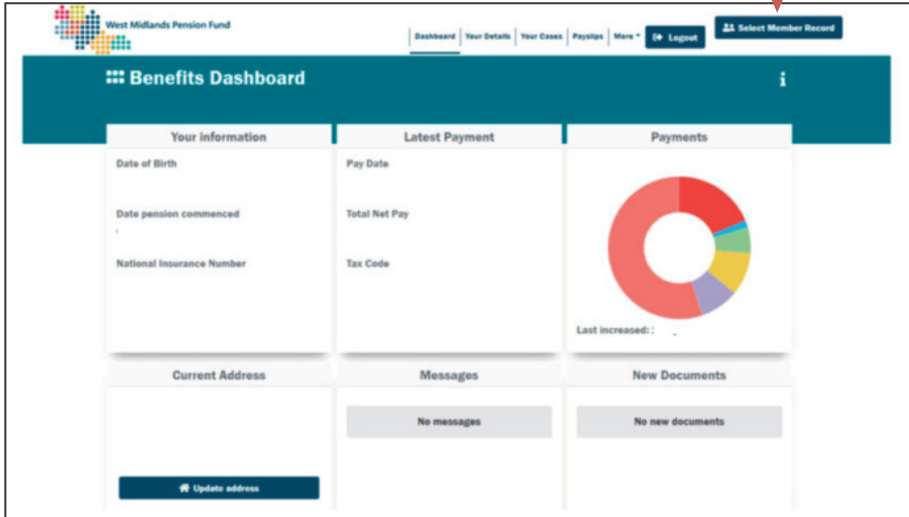 West Midlands Pension Fund
Dashboard
Your Details
Your Cases
Payslips
More
Logout
Select Member Record
Benefits Dashboard
i
Your information
Latest Payment
Payments
Date of Birth
Pay Date
Date pension commenced
Total Net Pay
National Insurance Number
Tax Code
Last increased: :
Current Address
Messages
New Documents
No messages
No new documents
Update address